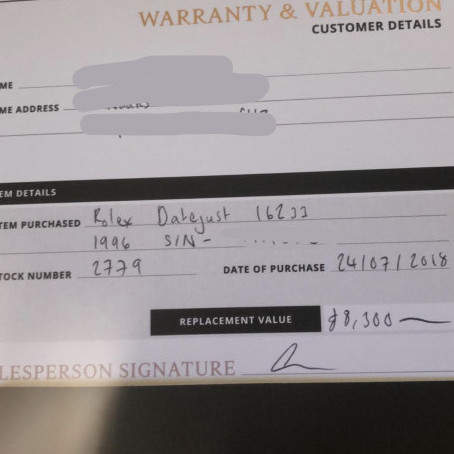 WARRANTY & VALUATION
CUSTOMER DETAILS
ME
ME ADDRESS
EM DETAILS
TEM PURCHASED Rolex Datejust 16233
1996 S/N-
TOCK NUMBER 2779 DATE OF PURCHASE 24/07/2018
REPLACEMENT VALUE £8,300
LESPERSON SIGNATURE